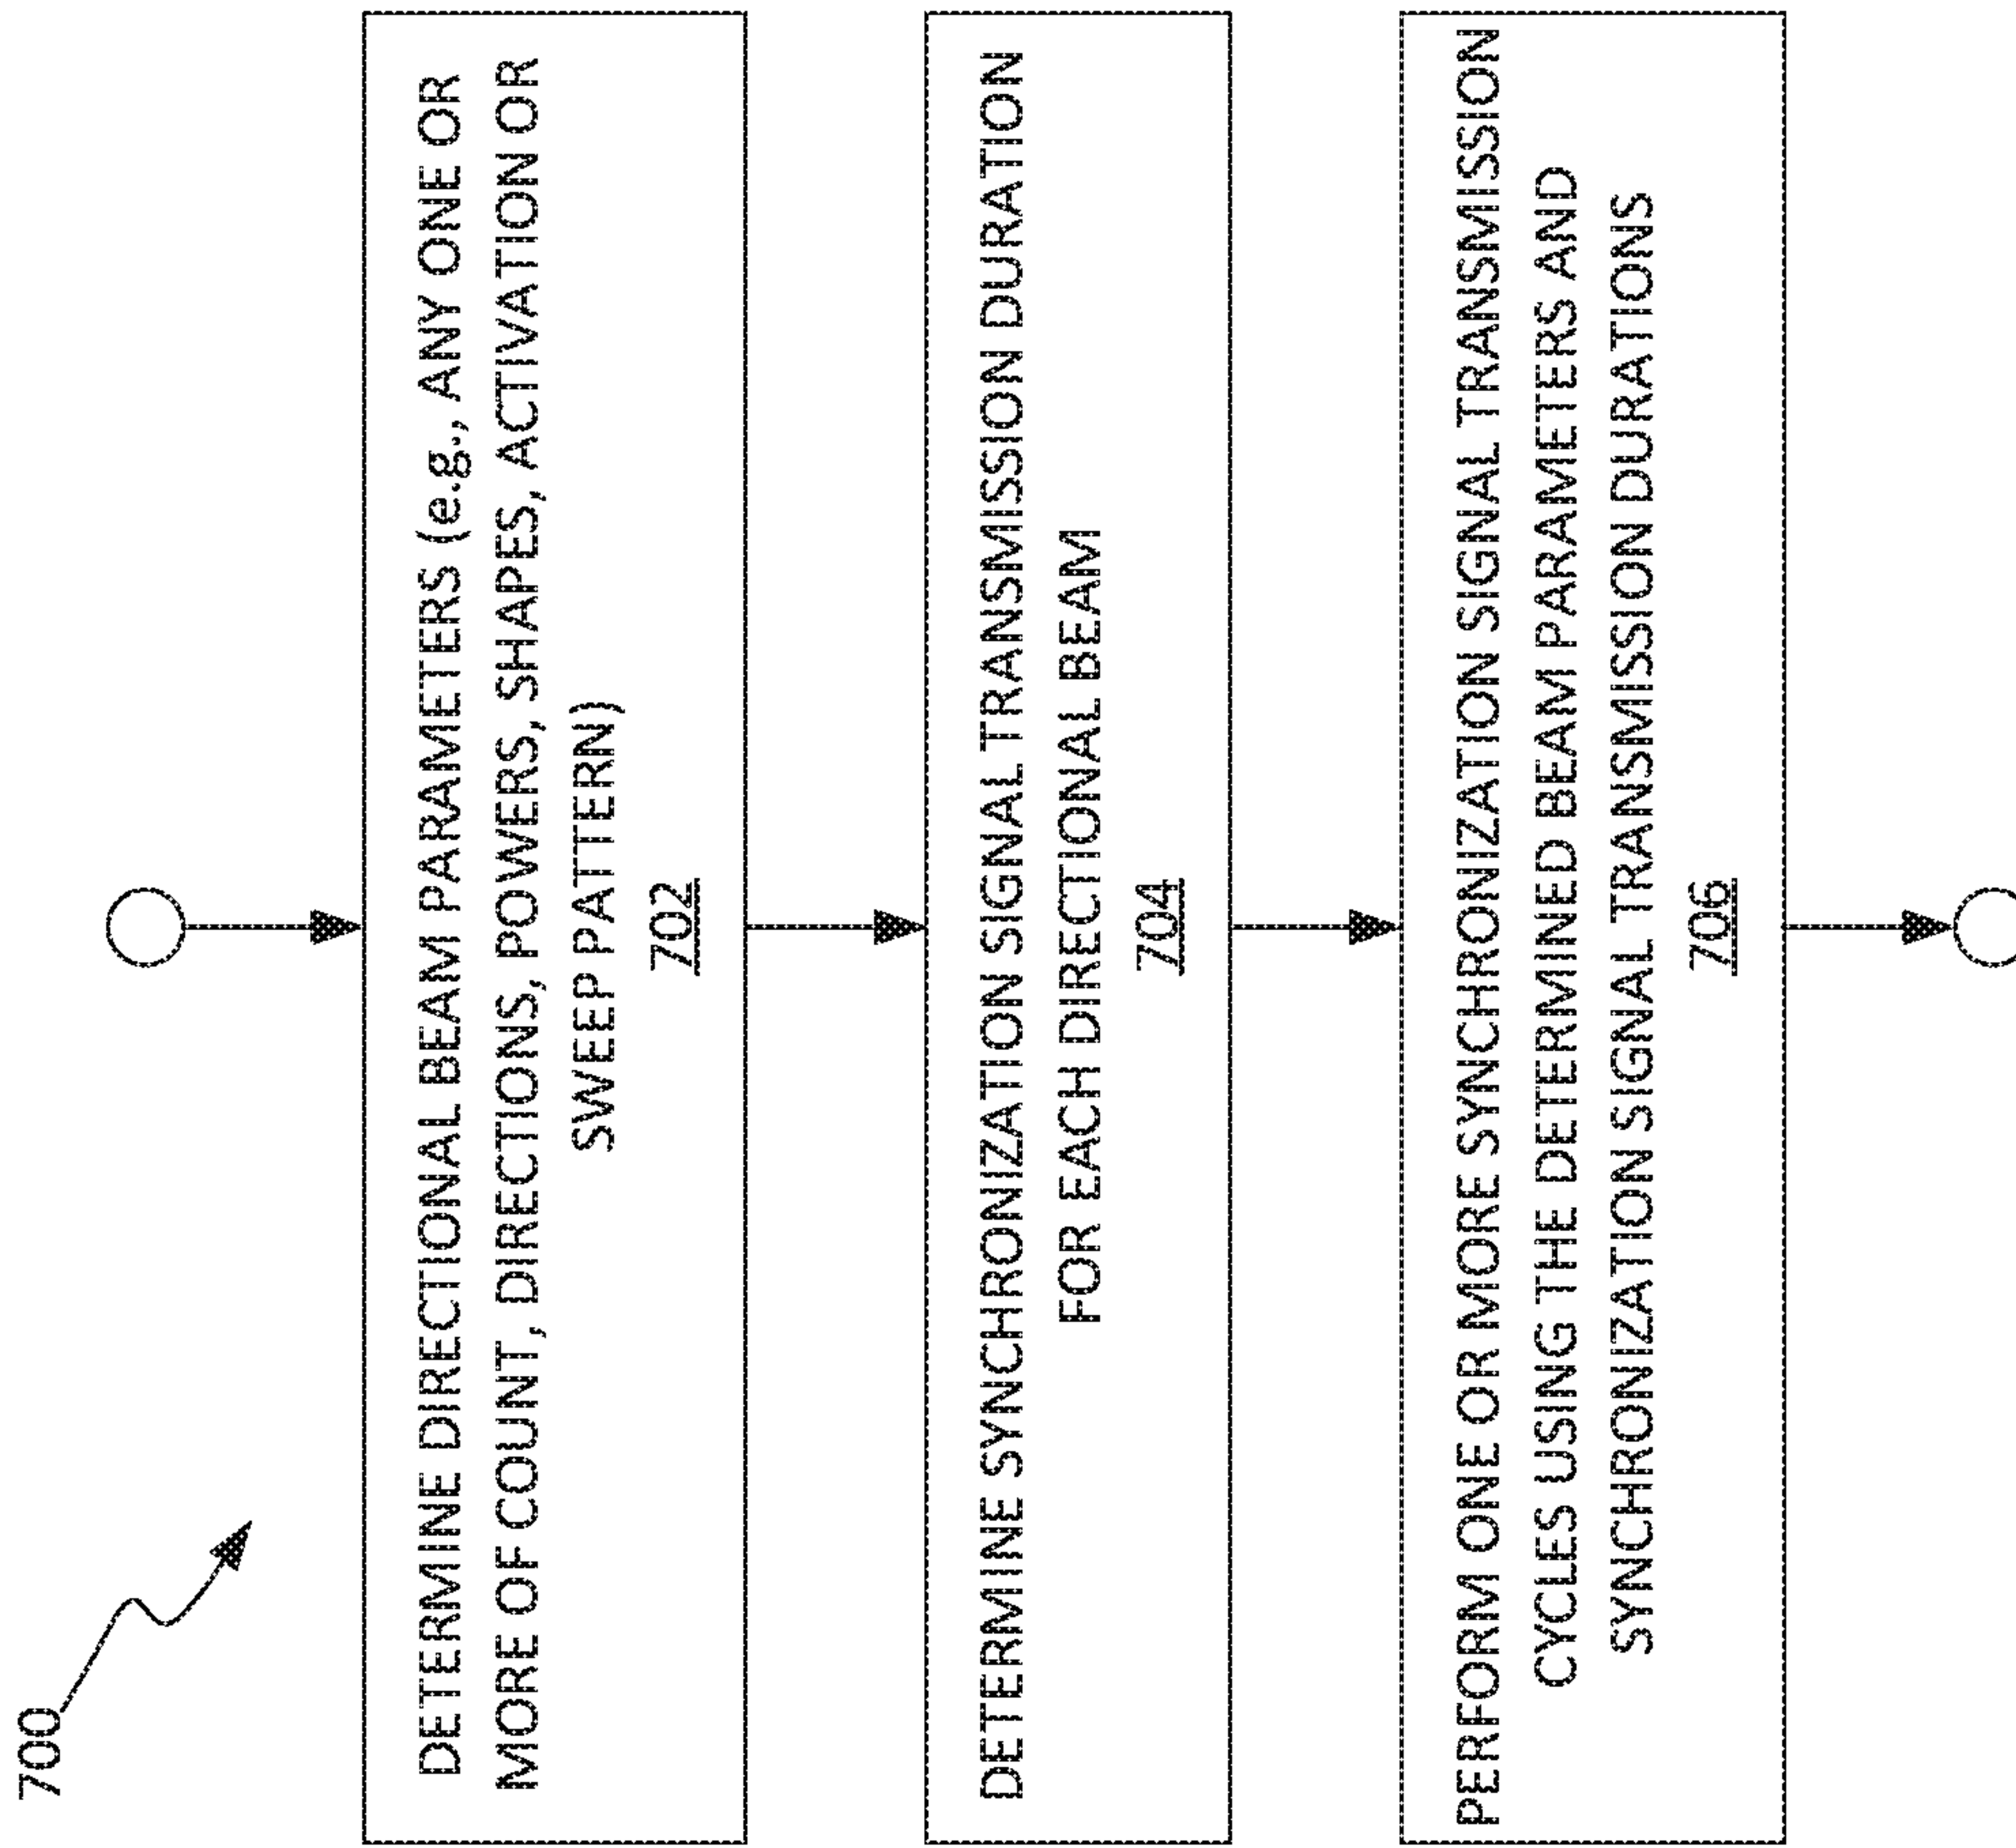 700
DETERMINE DIRECTIONAL BEAM PARAMETERS (e.g., ANY ONE OR
MORE OF COUNT, DIRECTIONS, POWERS, SHAPES, ACTIVATION OR
SWEEP PATTERN)
702
DETERMINE SYNCHRONIZATION SIGNAL TRANSMISSION DURATION
FOR EACH DIRECTIONAL BEAM
704
PERFORM ONE OR MORE SYNCHRONIZATION SIGNAL TRANSMISSION
CYCLES USING THE DETERMINED BEAM PARAMETERS AND
SYNCHRONIZATION SIGNAL TRANSMISSION DURATIONS
706